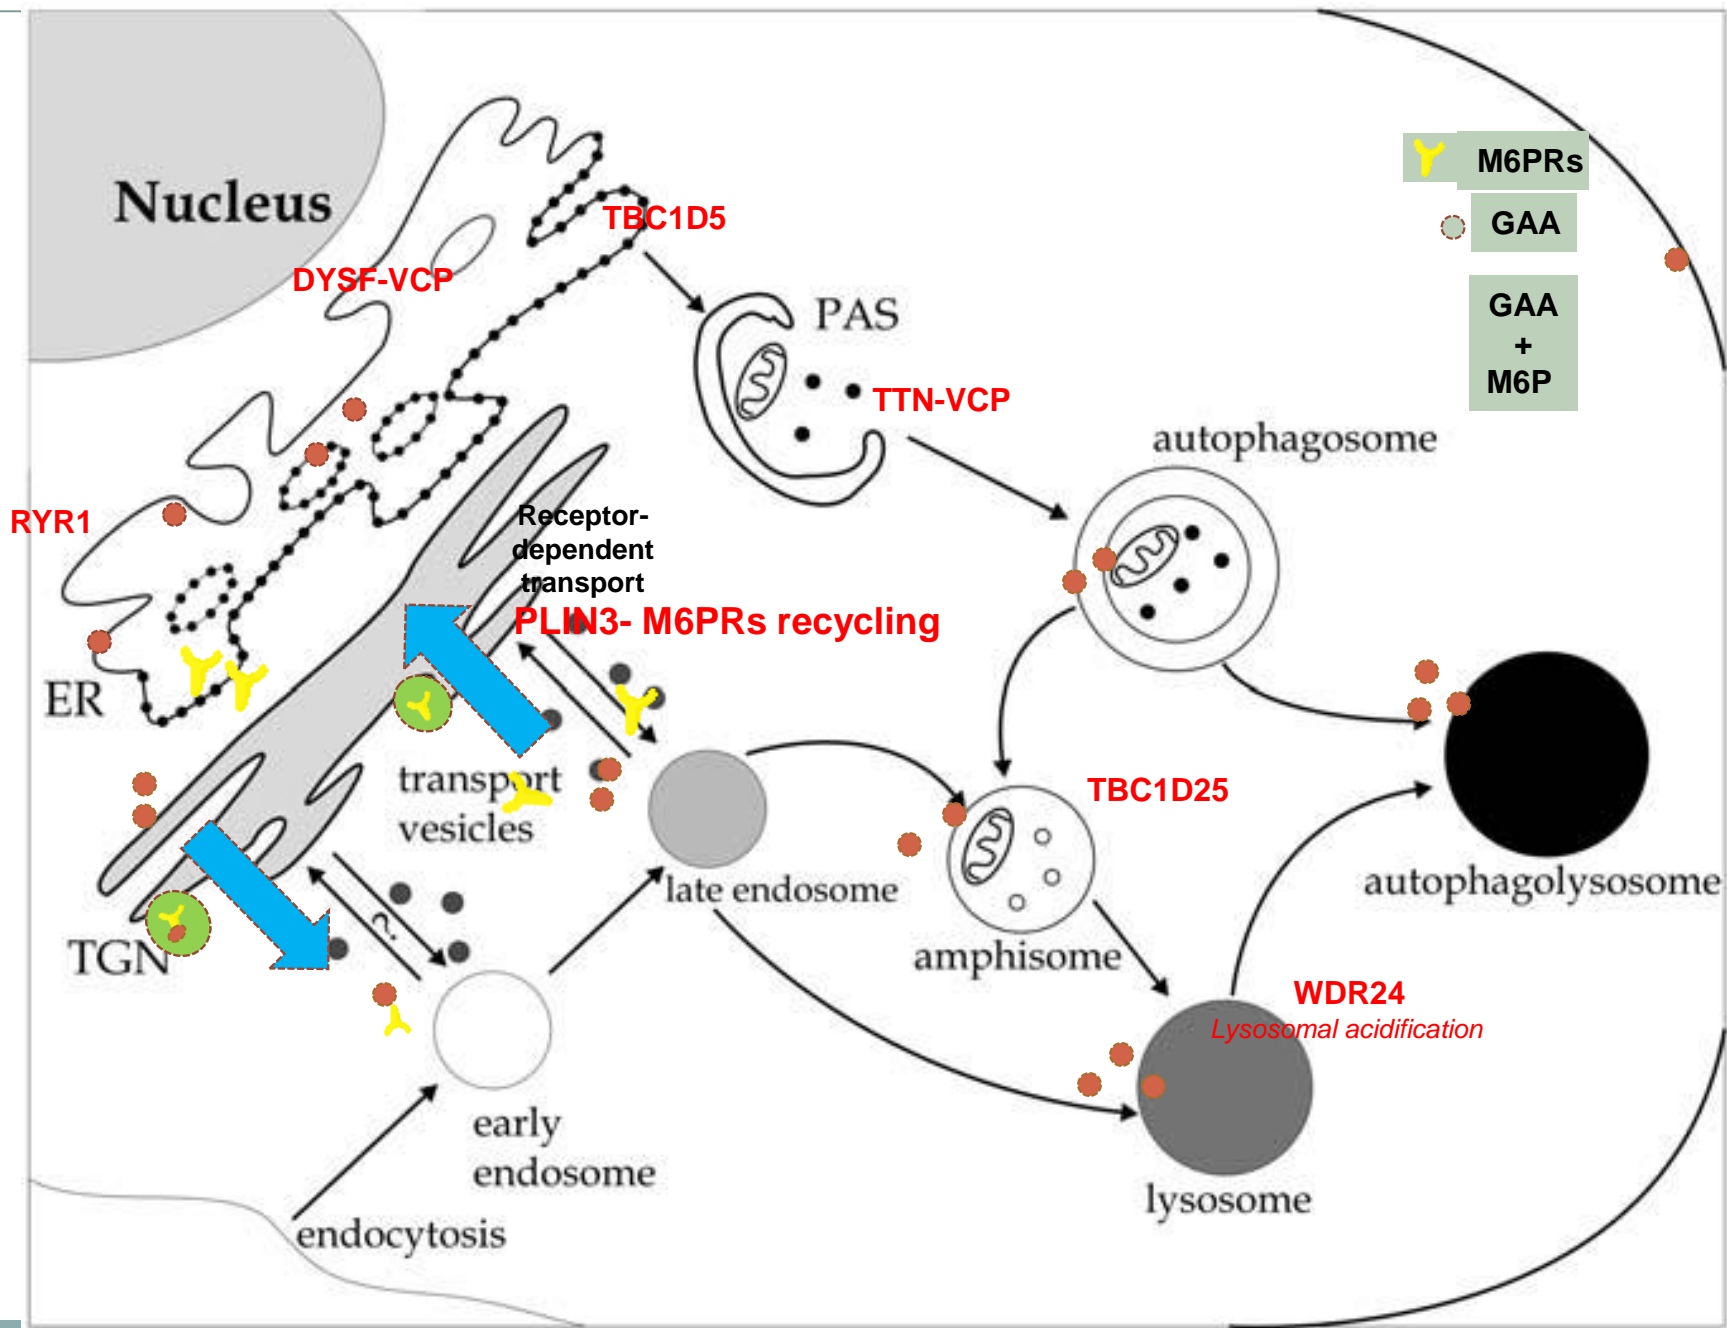 Nucleus
TBC1D5
DYSF-VCP
M6PRs
GAA
GAA
+
M6P
PAS
TTN-VCP
autophagosome
RYR1
Receptor-
dependent
transport
PLIN3- M6PRs recycling
ER
transport
vesicles
TBC1D25
late endosome
autophagolysosome
?
TGN
amphisome
WDR24
Lysosomal acidification
early
endosome
lysosome
endocytosis